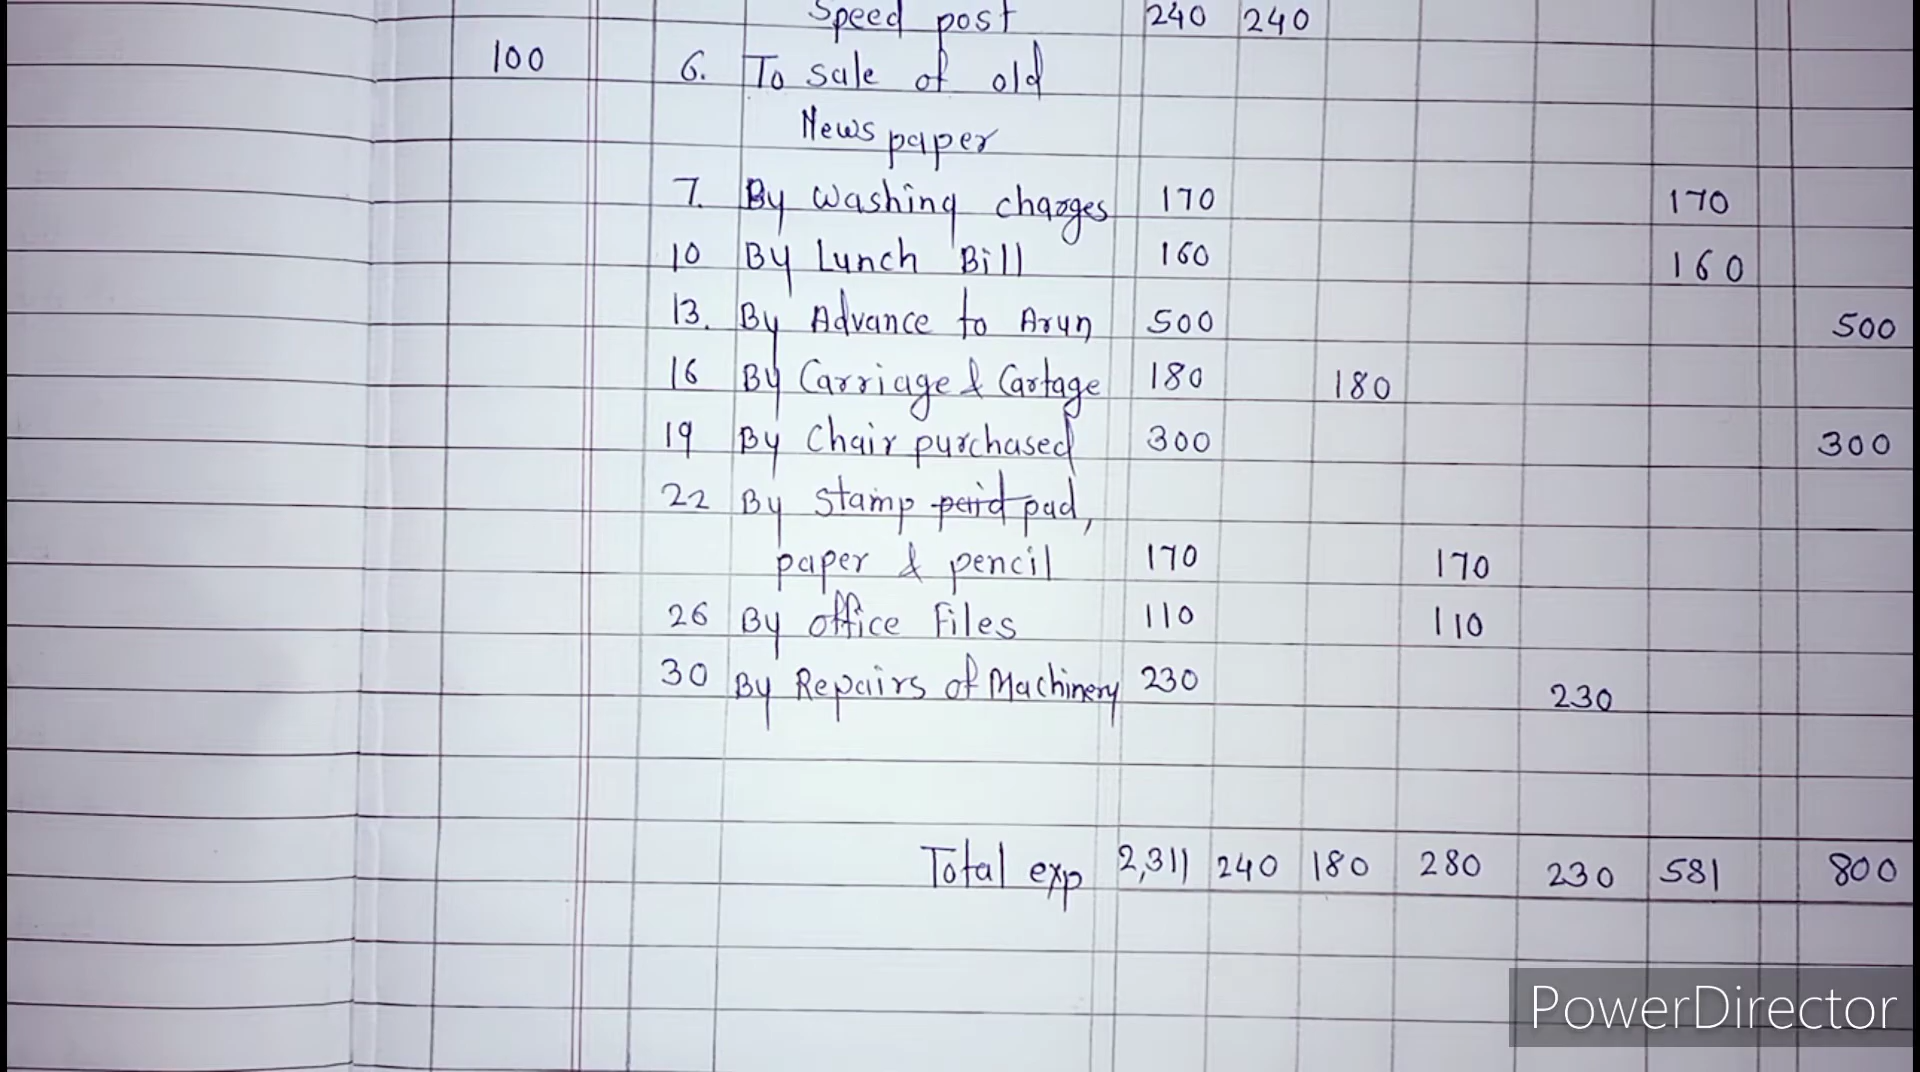 Speed post 240 240
100 6. To sale of old
News paper
7. By Washing charges 170 170
10 By Lunch Bill 160 160
13. By Advance to Arun 500 500
16 By Carriage & Cartage 180 180
19 By Chair purchased 300 300
22 By Stamp paid pad,
paper & pencil 170 170
26 By office Files 110 110
30 By Repairs of Machinery 230 230
Total exp 2,311 240 180 280 230 581 800
PowerDirector